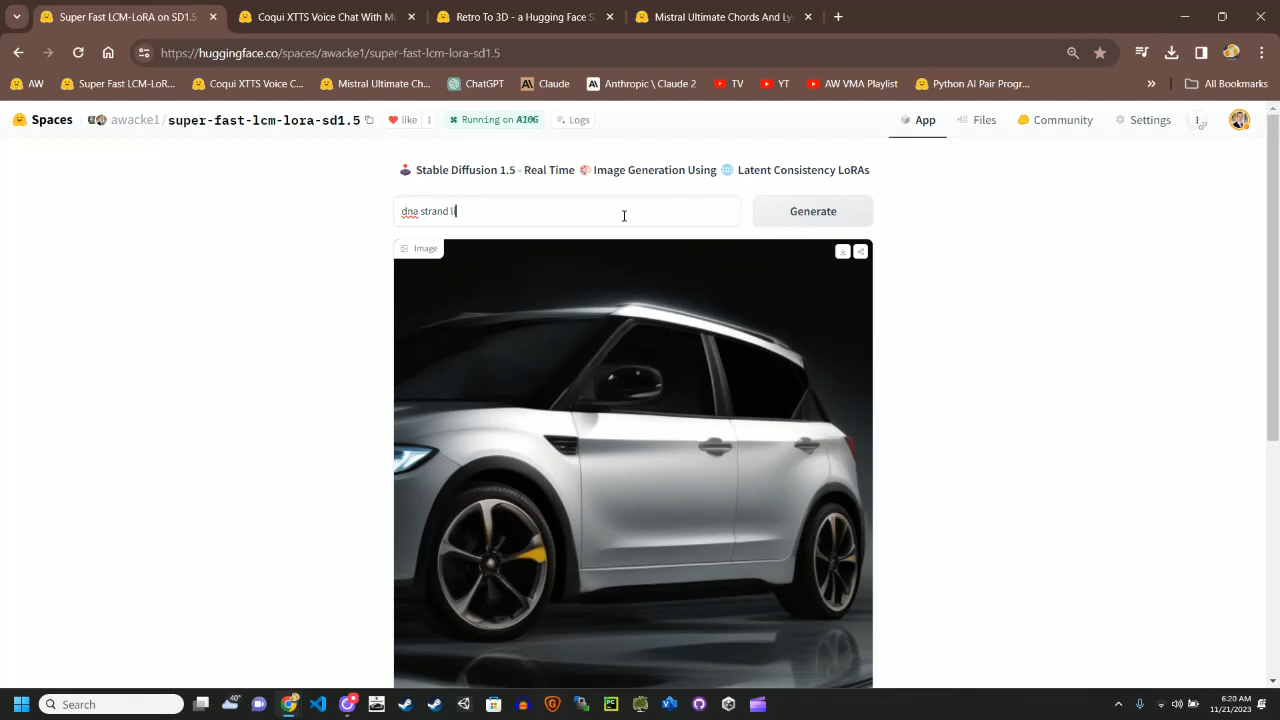 Super Fast LCM-LoRA on SD1.5
Coqui XTTS Voice Chat With Mi
Retro To 3D - a Hugging Face S
Mistral Ultimate Chords And Ly
https://huggingface.co/spaces/awacke1/super-fast-lcm-lora-sd1.5
AW
Super Fast LCM-LoR...
Coqui XTTS Voice C...
Mistral Ultimate Ch...
ChatGPT
Claude
Anthropic \ Claude 2
TV
YT
AW VMA Playlist
Python AI Pair Progr...
All Bookmarks
Spaces
awacke1/super-fast-lcm-lora-sd1.5
like 1
Running on A10G
Logs
App
Files
Community
Settings
Stable Diffusion 1.5 - Real Time Image Generation Using Latent Consistency LoRAs
dna strand li
Generate
Image
40°
Search
6:20 AM
11/21/2023